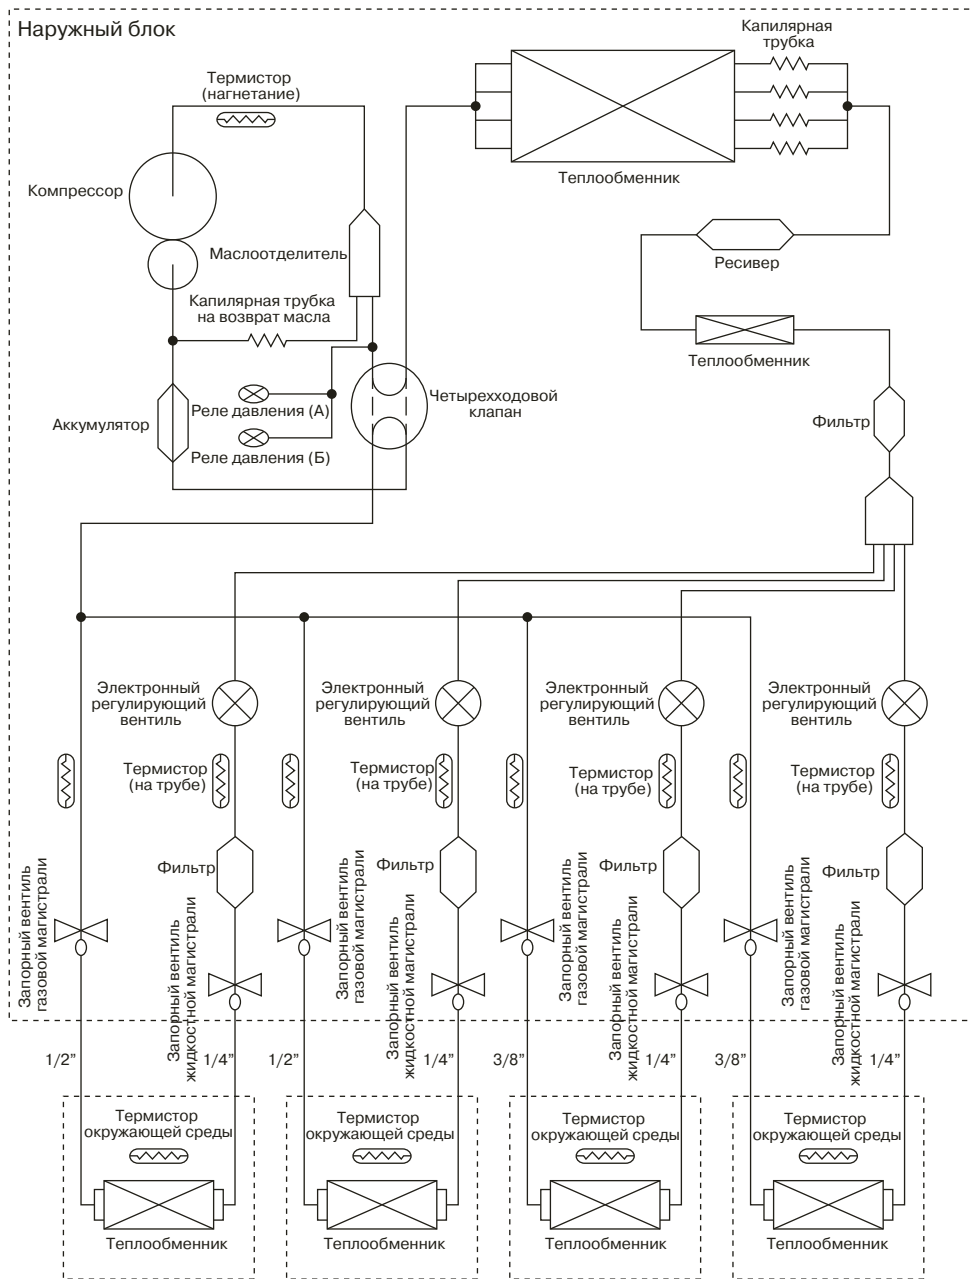 Наружный блок
Капилярная
трубка
Термистор
(нагнетание)
Теплообменник
Компрессор
Маслоотделитель
Ресивер
Капилярная трубка
на возврат масла
Теплообменник
Четырехходовой
клапан
Реле давления (А)
Аккумулятор
Фильтр
Реле давления (Б)
Электронный
регулирующий
вентиль
Электронный
регулирующий
вентиль
Электронный
регулирующий
вентиль
Электронный
регулирующий
вентиль
Термистор
(на трубе)
Термистор
(на трубе)
Термистор
(на трубе)
Термистор
(на трубе)
Фильтр
Фильтр
Фильтр
Фильтр
Запорный вентиль
газовой магистрали
Запорный вентиль
жидкостной магистрали
Запорный вентиль
газовой магистрали
Запорный вентиль
жидкостной магистрали
Запорный вентиль
газовой магистрали
Запорный вентиль
жидкостной магистрали
Запорный вентиль
газовой магистрали
Запорный вентиль
жидкостной магистрали
1/2” 1/4” 1/2” 1/4” 3/8” 1/4” 3/8” 1/4”
Термистор
окружающей среды
Термистор
окружающей среды
Термистор
окружающей среды
Термистор
окружающей среды
Теплообменник
Теплообменник
Теплообменник
Теплообменник